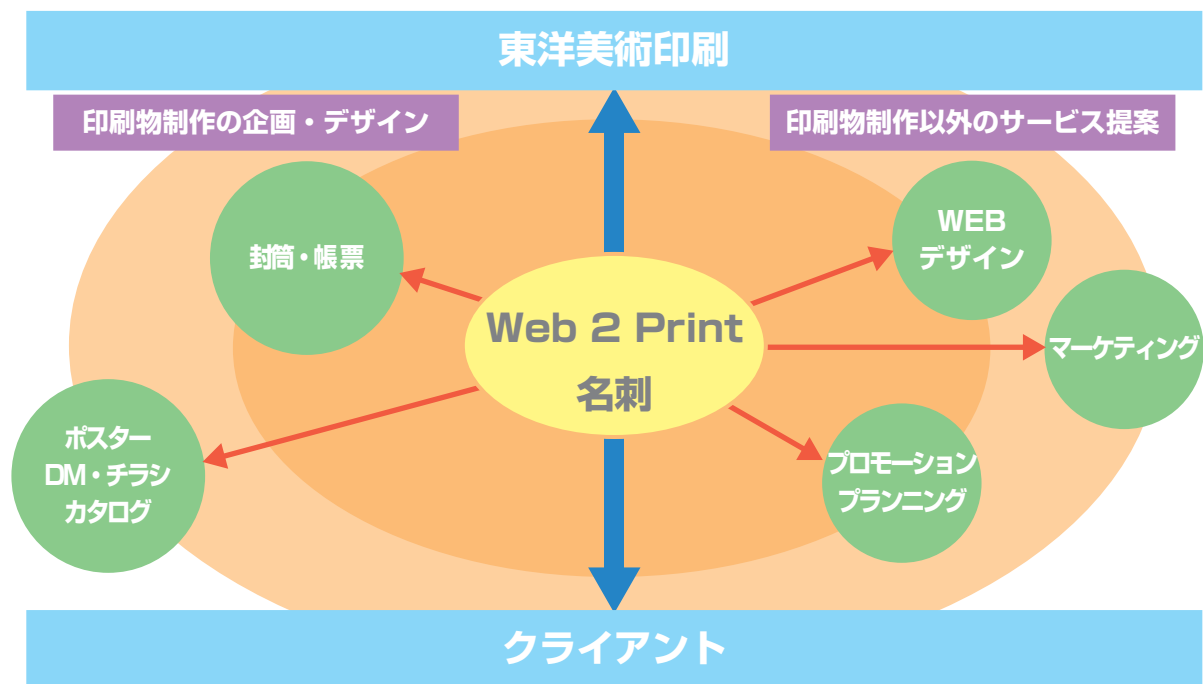 東洋美術印刷
印刷物制作の企画・デザイン
印刷物制作以外のサービス提案
封筒・帳票
WEB
デザイン
Web 2 Print
名刺
マーケティング
ポスター
DM・チラシ
カタログ
プロモーション
プランニング
クライアント